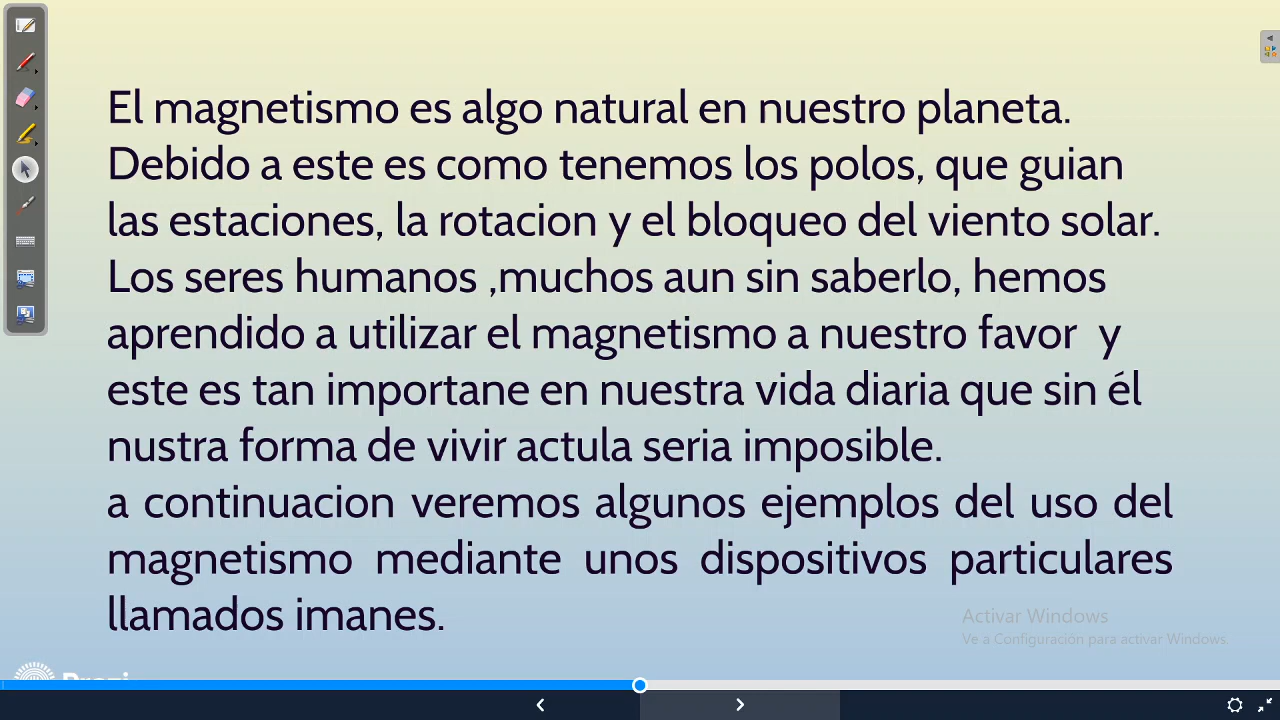 El magnetismo es algo natural en nuestro planeta.
Debido a este es como tenemos los polos, que guian
las estaciones, la rotacion y el bloqueo del viento solar.
Los seres humanos ,muchos aun sin saberlo, hemos
aprendido a utilizar el magnetismo a nuestro favor  y
este es tan importane en nuestra vida diaria que sin él
nustra forma de vivir actula seria imposible.
a continuacion veremos algunos ejemplos del uso del
magnetismo mediante unos dispositivos particulares
llamados imanes.
Activar Windows
Ve a Configuración para activar Windows.
Prezi